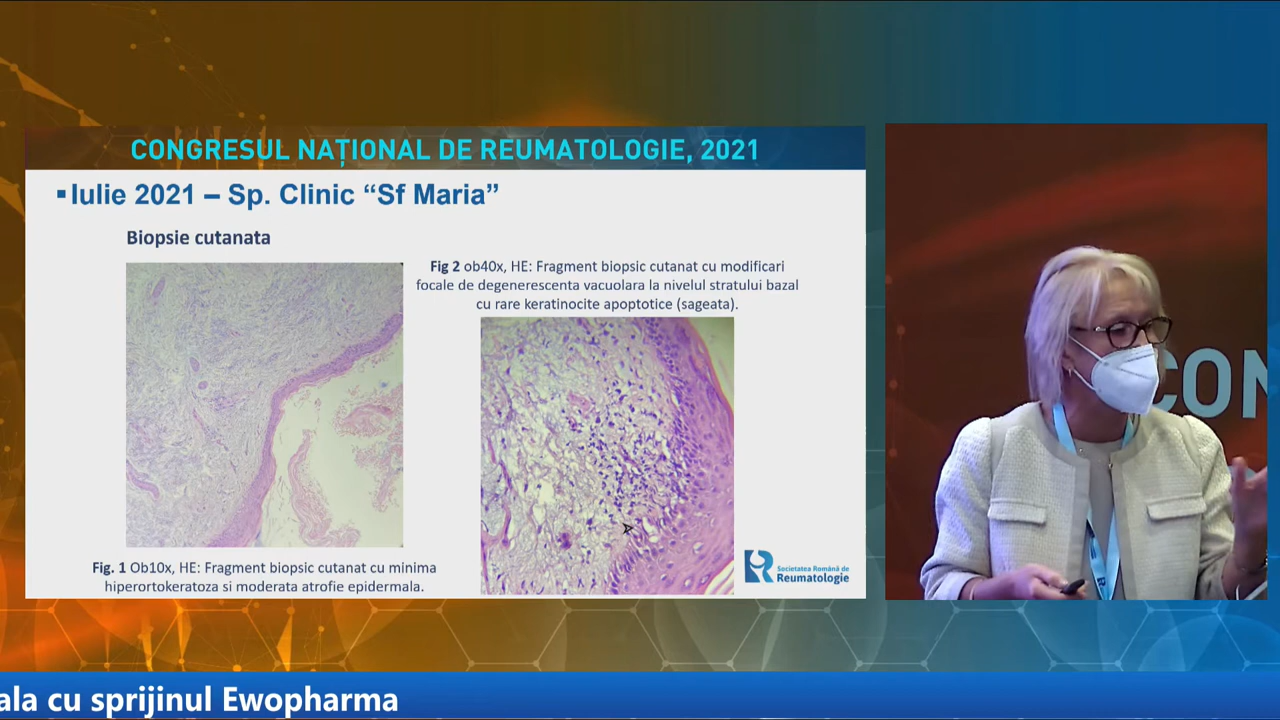 CONGRESUL NAȚIONAL DE REUMATOLOGIE, 2021
▪Iulie 2021 – Sp. Clinic “Sf Maria”
Biopsie cutanata
Fig 2 ob40x, HE: Fragment biopsic cutanat cu modificari
focale de degenerescenta vacuolara la nivelul stratului bazal
cu rare keratinocite apoptotice (sageata).
Fig. 1 Ob10x, HE: Fragment biopsic cutanat cu minima
hiperortokeratoza si moderata atrofie epidermala.
Societatea Română de
Reumatologie
CON
ala cu sprijinul Ewopharma